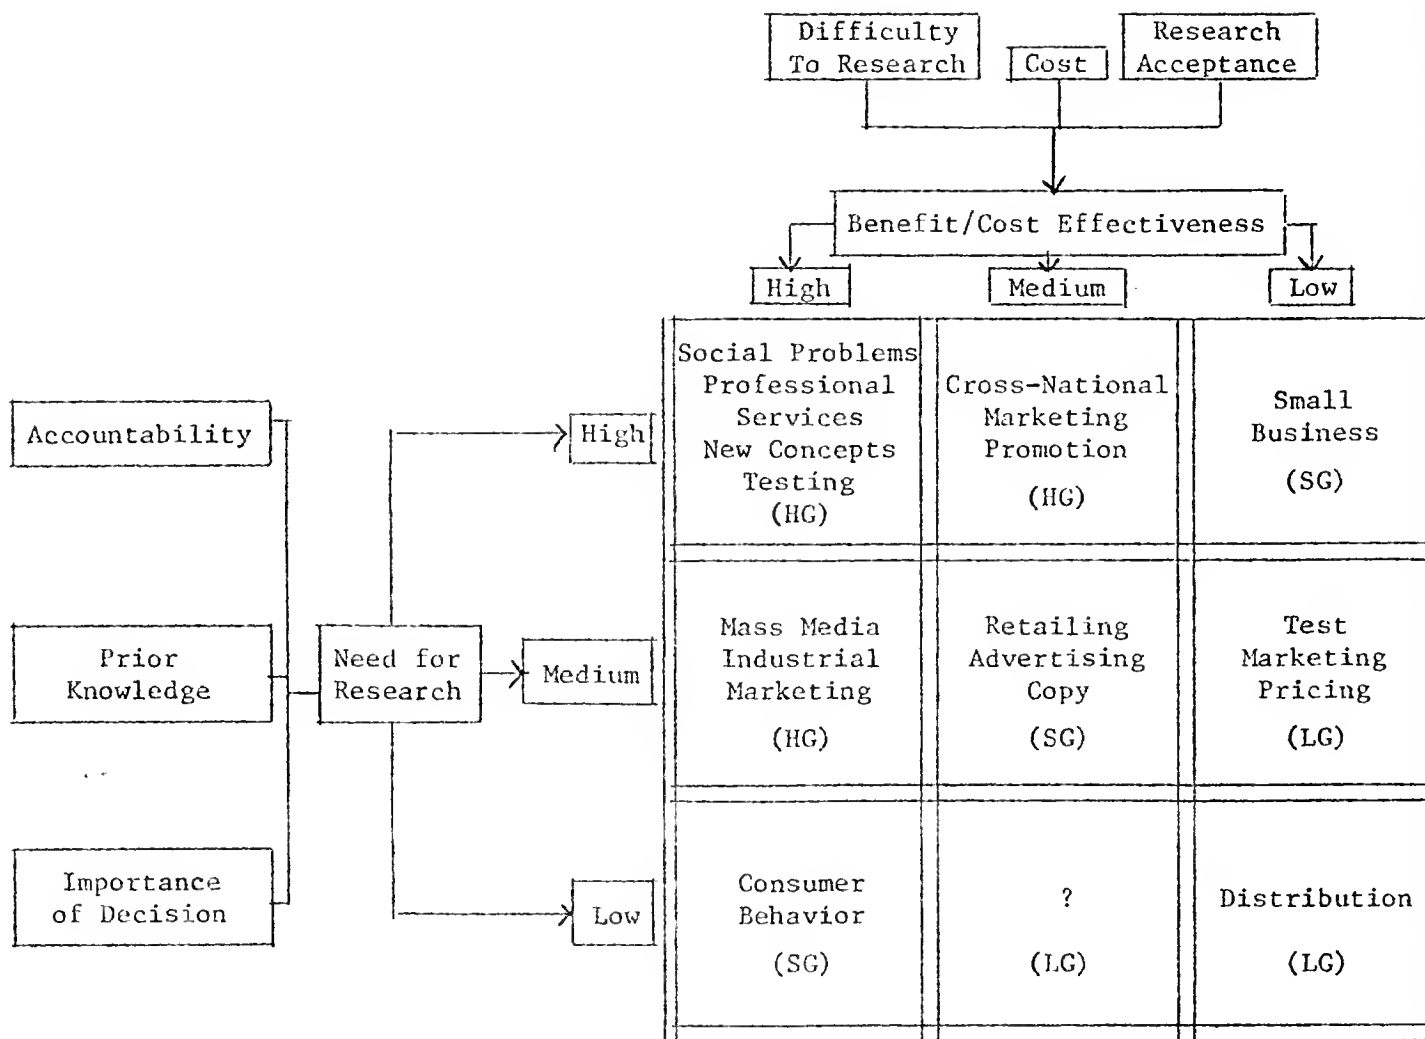 Difficulty
To Research
Cost
Research
Acceptance
Benefit/Cost Effectiveness
High
Medium
Low
Accountability
Prior
Knowledge
Importance
of Decision
Need for
Research
High
Social Problems
Professional
Services
New Concepts
Testing
(HG)
Cross-National
Marketing
Promotion
(HG)
Small
Business
(SG)
Medium
Mass Media
Industrial
Marketing
(HG)
Retailing
Advertising
Copy
(SG)
Test
Marketing
Pricing
(LG)
Low
Consumer
Behavior
(SG)
?
(LG)
Distribution
(LG)